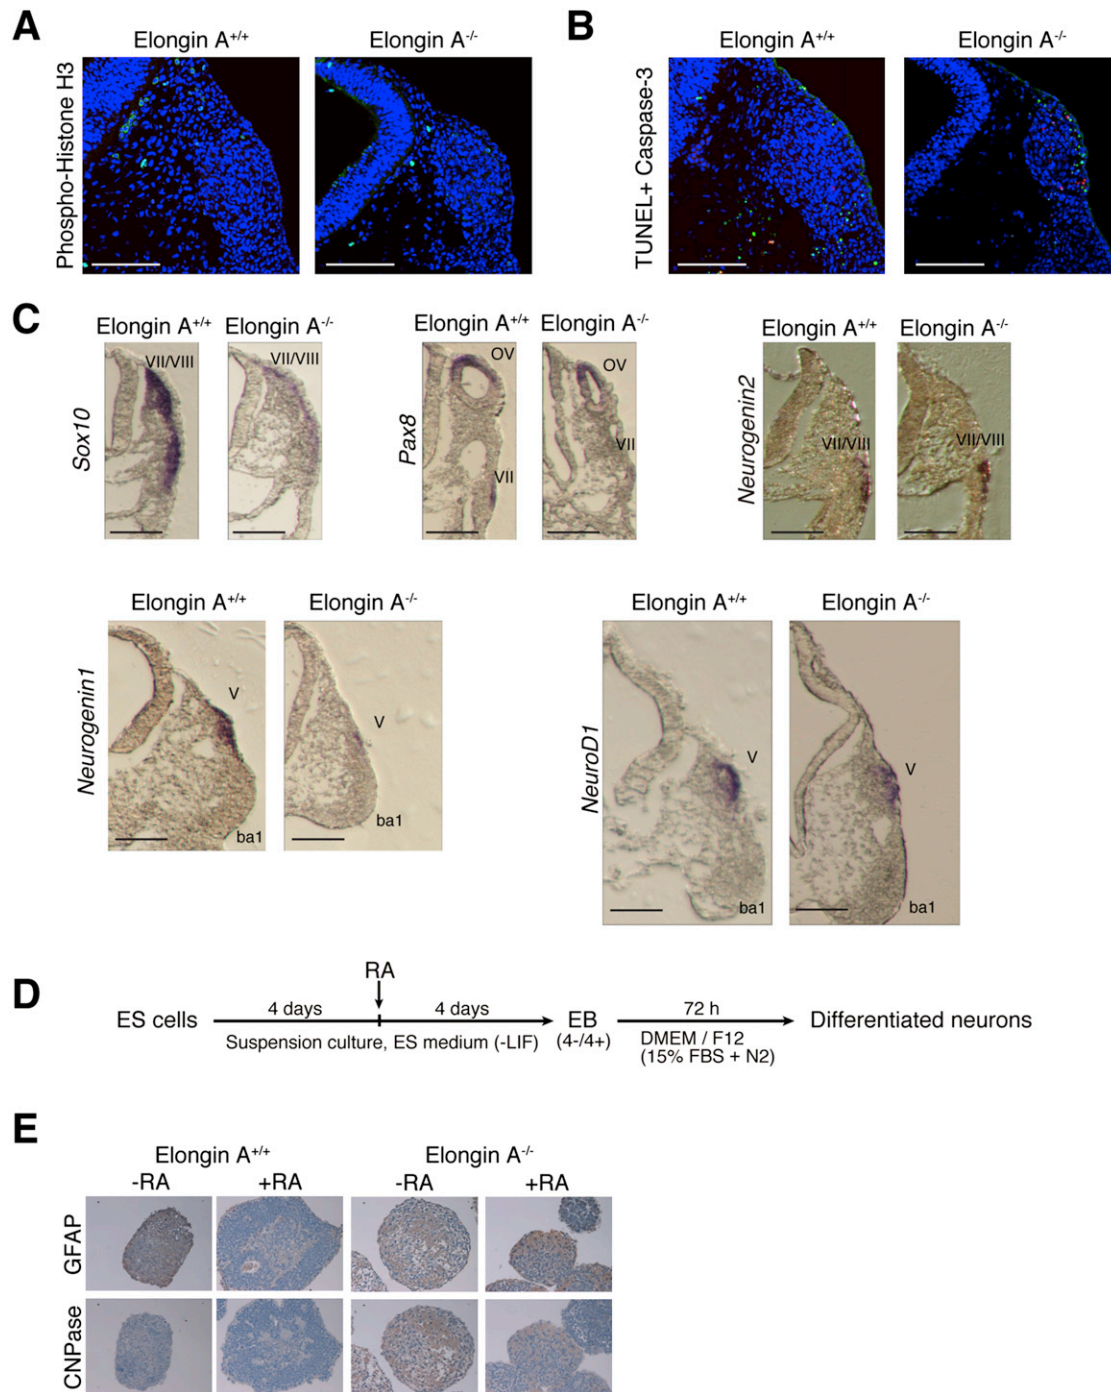 A
Elongin A+/+
Elongin A-/-
Phospho-Histone H3
B
Elongin A+/+
Elongin A-/-
TUNEL+ Caspase-3
C
Elongin A+/+
Elongin A-/-
Sox10
VII/VIII
VII/VIII
Elongin A+/+
Elongin A-/-
Pax8
OV
VII
OV
VII
Elongin A+/+
Elongin A-/-
Neurogenin2
VII/VIII
VII/VIII
Elongin A+/+
Elongin A-/-
Neurogenin1
V
ba1
V
Elongin A+/+
Elongin A-/-
NeuroD1
V
ba1
V
ba1
D
RA
4 days
4 days
72 h
ES cells
EB
Differentiated neurons
Suspension culture, ES medium (-LIF)
(4-/4+)
DMEM / F12
(15% FBS + N2)
E
Elongin A+/+
Elongin A-/-
-RA
+RA
-RA
+RA
GFAP
CNPase